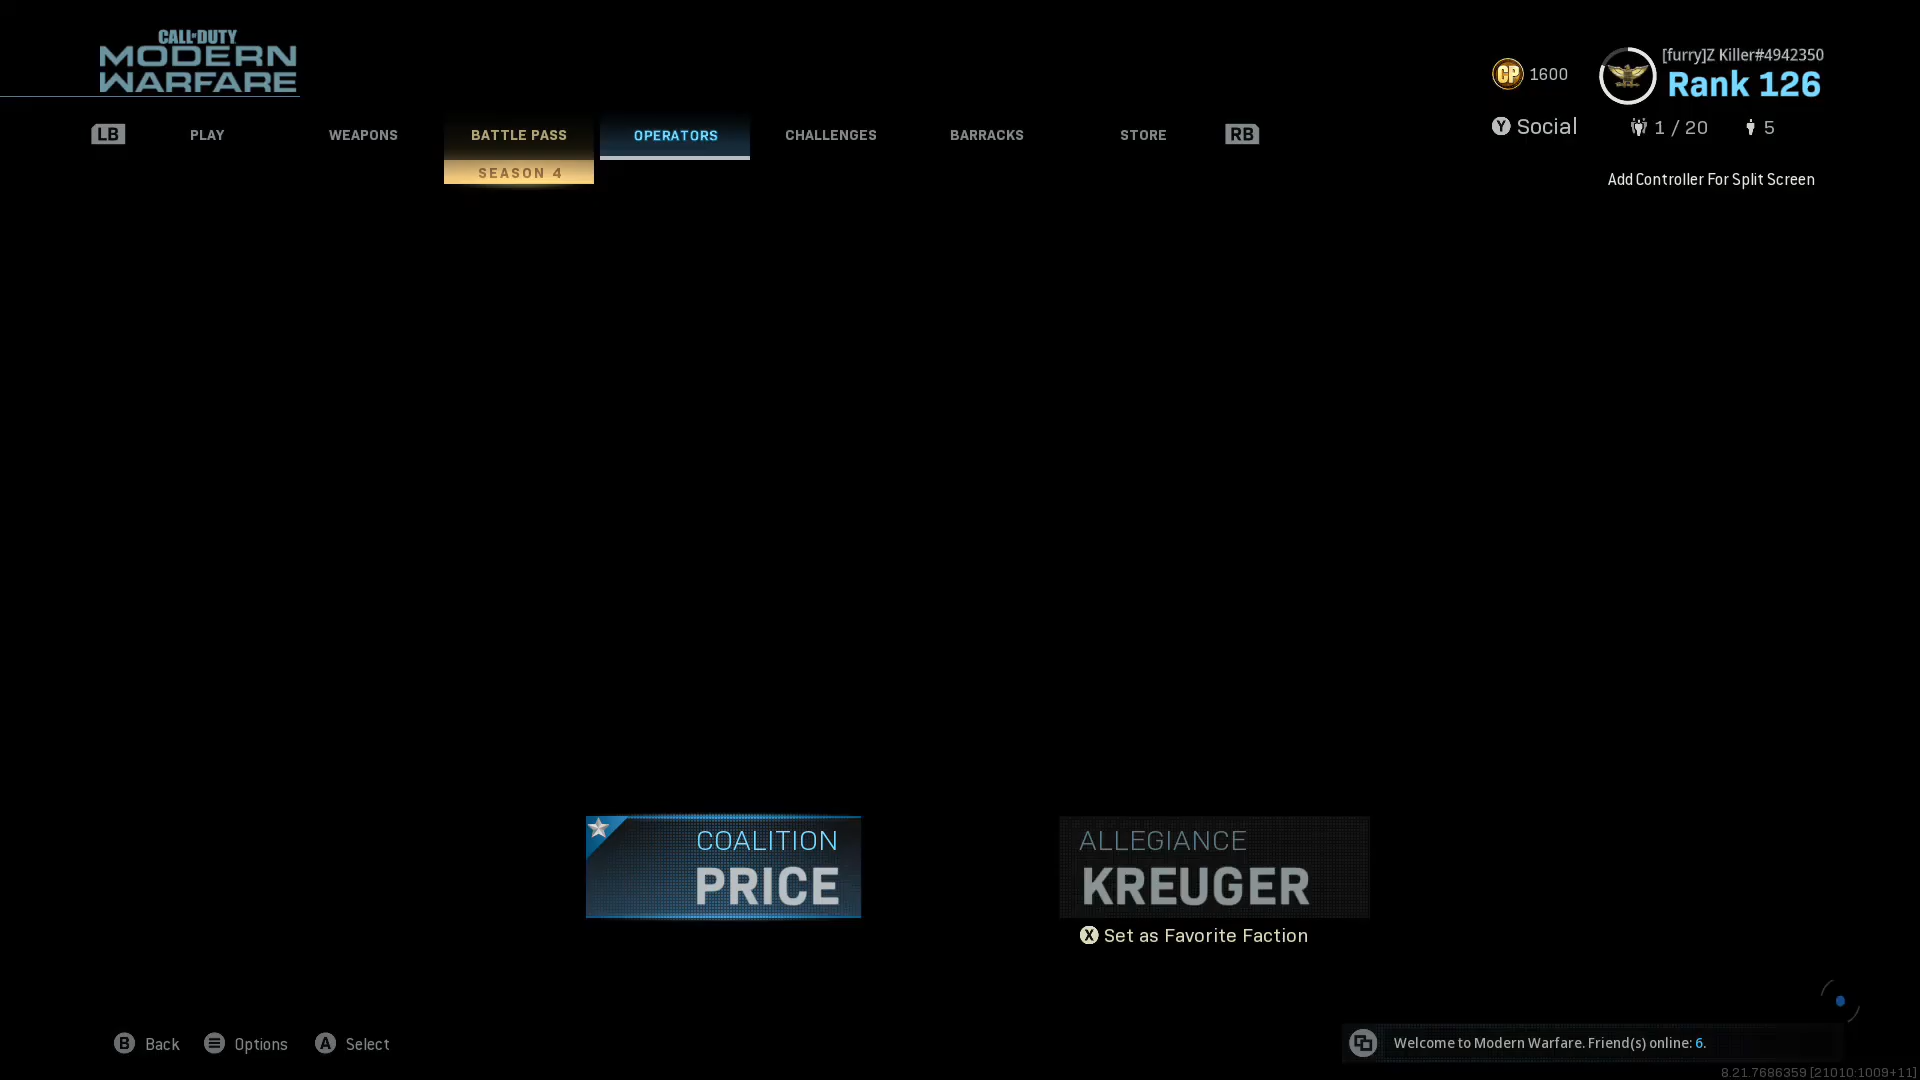 CALL OF DUTY
MODERN
WARFARE
CP 1600
[furry]Z Killer#4942350
Rank 126
LB PLAY WEAPONS BATTLE PASS OPERATORS CHALLENGES BARRACKS STORE RB
SEASON 4
Y Social 1 / 20 5
Add Controller For Split Screen
COALITION
PRICE
ALLEGIANCE
KREUGER
X Set as Favorite Faction
B Back Options A Select
Welcome to Modern Warfare. Friend(s) online: 6.
8.21.7686359 [21010:1009+11]